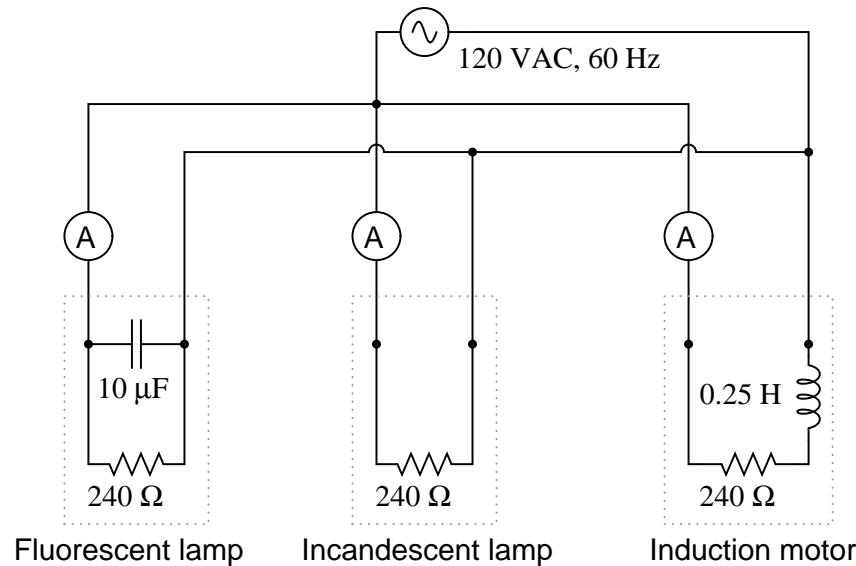 120 VAC, 60 Hz
A
A
A
10 μF
0.25 H
240 Ω
240 Ω
240 Ω
Fluorescent lamp
Incandescent lamp
Induction motor